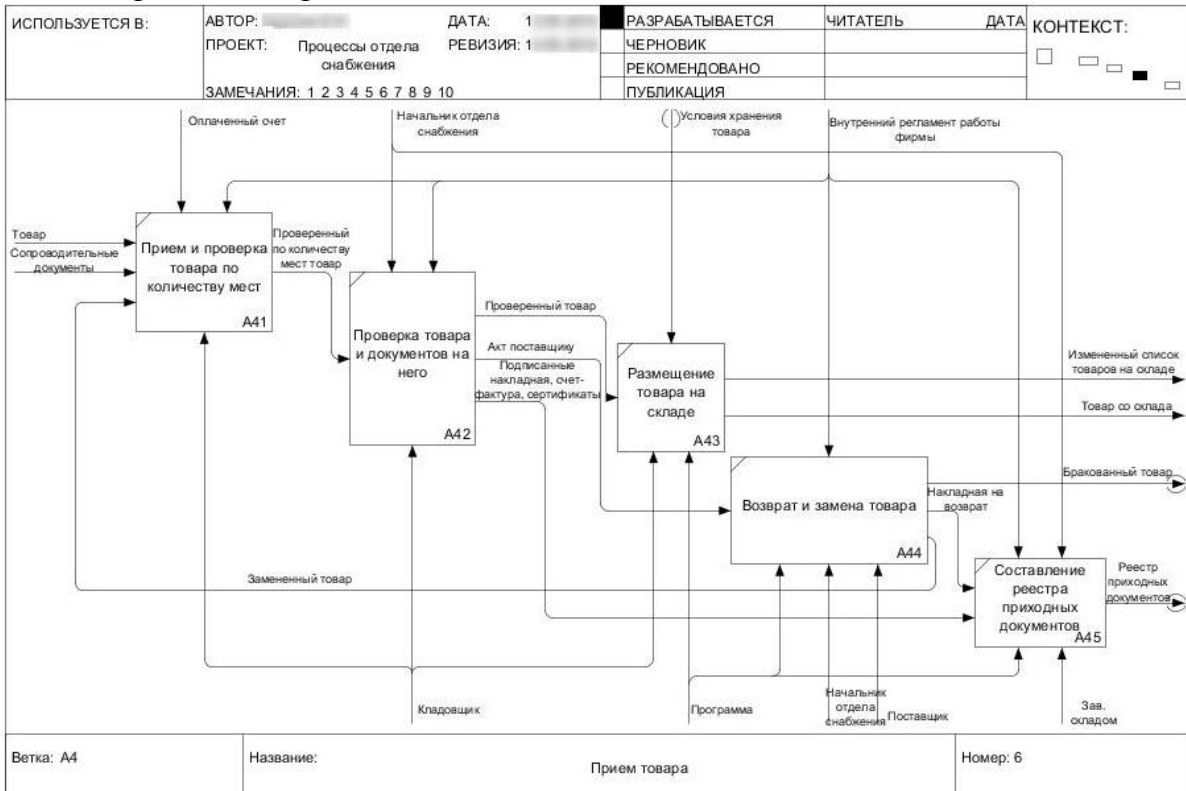 ИСПОЛЬЗУЕТСЯ В:
АВТОР:
ДАТА: 1
ПРОЕКТ: Процессы отдела
снабжения
РЕВИЗИЯ: 1
ЗАМЕЧАНИЯ: 1 2 3 4 5 6 7 8 9 10
РАЗРАБАТЫВАЕТСЯ
ЧЕРНОВИК
РЕКОМЕНДОВАНО
ПУБЛИКАЦИЯ
ЧИТАТЕЛЬ
ДАТА
КОНТЕКСТ:
Оплаченный счет
Начальник отдела
снабжения
Условия хранения
товара
Внутренний регламент работы
фирмы
Товар
Сопроводительные
документы
Прием и проверка
товара по
количеству мест
A41
Проверенный
по количеству
мест товар
Проверка товара
и документов на
него
A42
Проверенный товар
Акт поставщику
Подписанные
накладная, счет-
фактура, сертификаты
Размещение
товара на
складе
A43
Измененный список
товаров на складе
Товар со склада
Возврат и замена товара
A44
Бракованный товар
Накладная на
возврат
Замененный товар
Составление
реестра
приходных
документов
A45
Реестр
приходных
документов
Кладовщик
Программа
Начальник
отдела
снабжения
Поставщик
Зав.
складом
Ветка: A4
Название:
Прием товара
Номер: 6